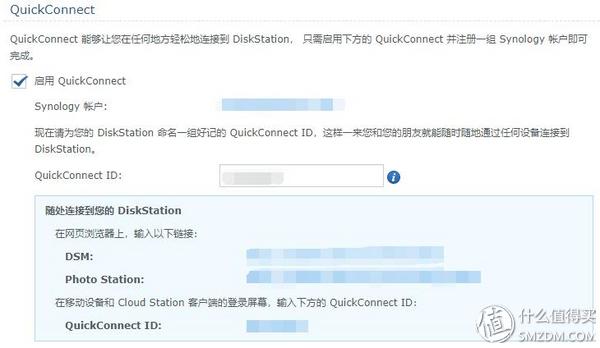 QuickConnect
QuickConnect 能够让您在任何地方轻松地连接到 DiskStation， 只需启用下方的 QuickConnect 并注册一组 Synology 帐户即可
完成。
启用 QuickConnect
Synology 帐户:
现在请为您的 DiskStation 命名一组好记的 QuickConnect ID，这样一来您和您的朋友就能随时随地通过任何设备连接到
DiskStation。
QuickConnect ID:
随处连接到您的 DiskStation
在网页浏览器上，输入以下链接:
DSM:
Photo Station:
在移动设备和 Cloud Station 客户端的登录屏幕，输入下方的 QuickConnect ID:
QuickConnect ID:
值 什么值得买
SMZDM.COM